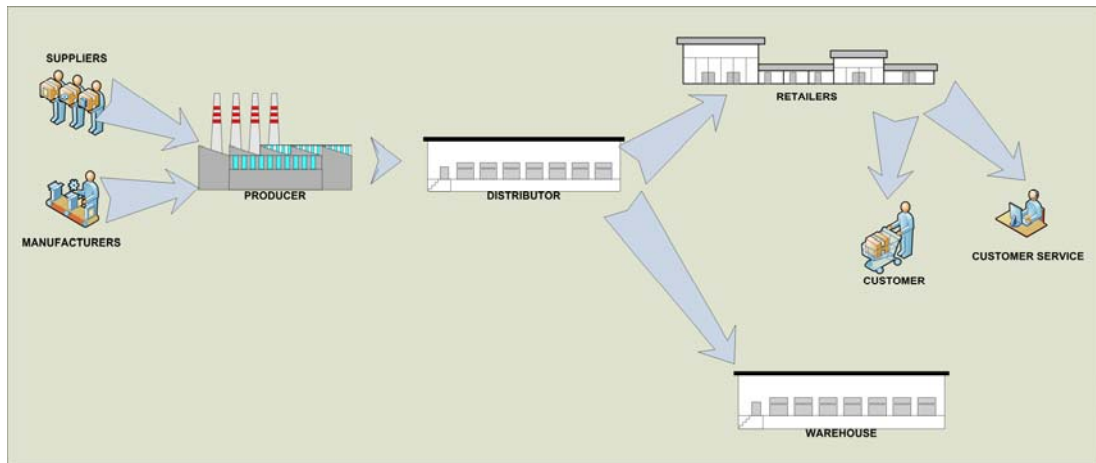 SUPPLIERS
MANUFACTURERS
PRODUCER
DISTRIBUTOR
RETAILERS
CUSTOMER
CUSTOMER SERVICE
WAREHOUSE